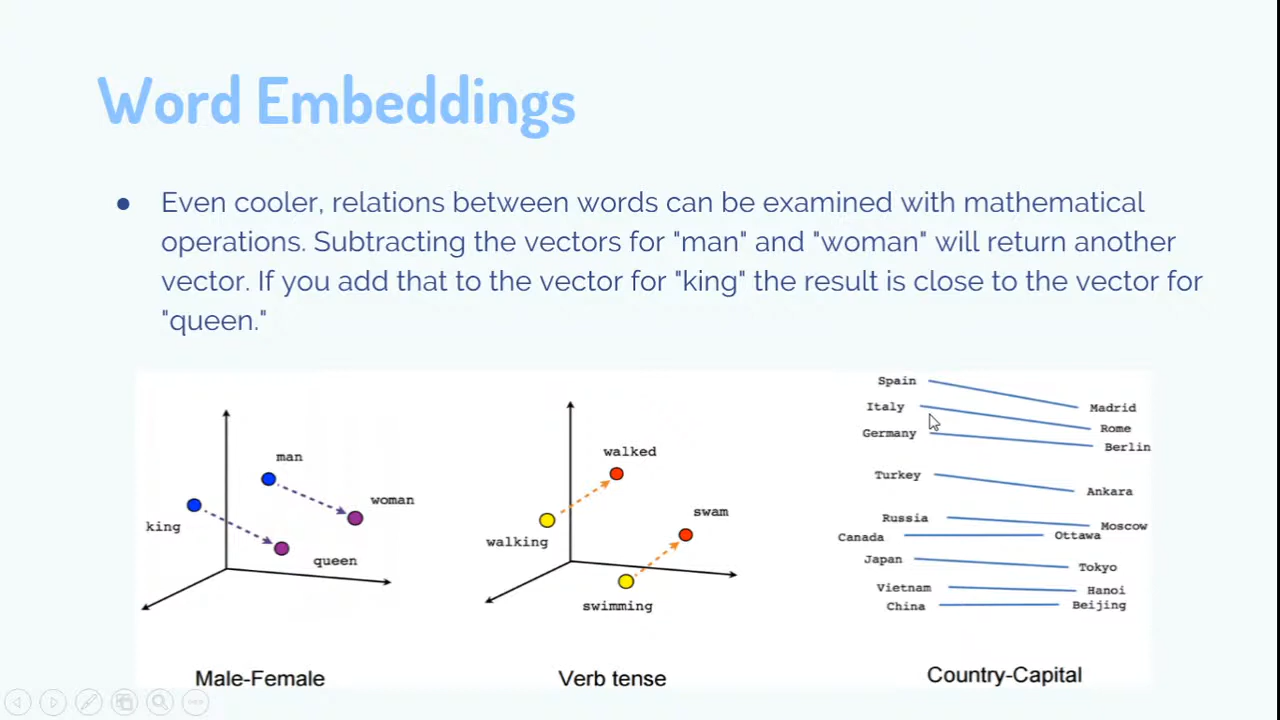 Word Embeddings
● Even cooler, relations between words can be examined with mathematical
operations. Subtracting the vectors for "man" and "woman" will return another
vector. If you add that to the vector for "king" the result is close to the vector for
"queen."
man
woman
king
queen
Male-Female
walked
swam
walking
swimming
Verb tense
Spain Madrid
Italy Rome
Germany Berlin
Turkey Ankara
Russia Moscow
Canada Ottawa
Japan Tokyo
Vietnam Hanoi
China Beijing
Country-Capital